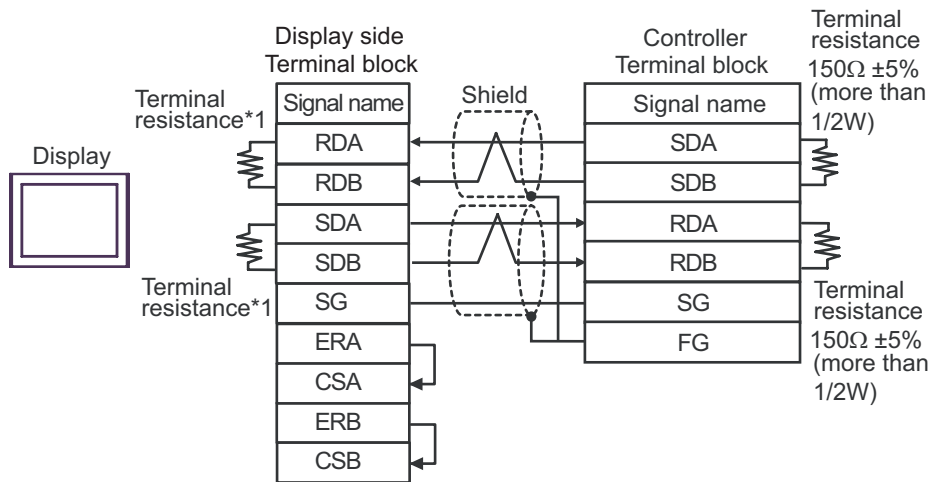 Display side
Terminal block
Controller
Terminal block
Terminal
resistance
150Ω ±5%
(more than
1/2W)
Terminal
resistance*1
Signal name
Shield
Signal name
RDA
SDA
Display
RDB
SDB
SDA
RDA
SDB
RDB
Terminal
resistance*1
SG
SG
Terminal
resistance
150Ω ±5%
(more than
1/2W)
ERA
FG
CSA
ERB
CSB